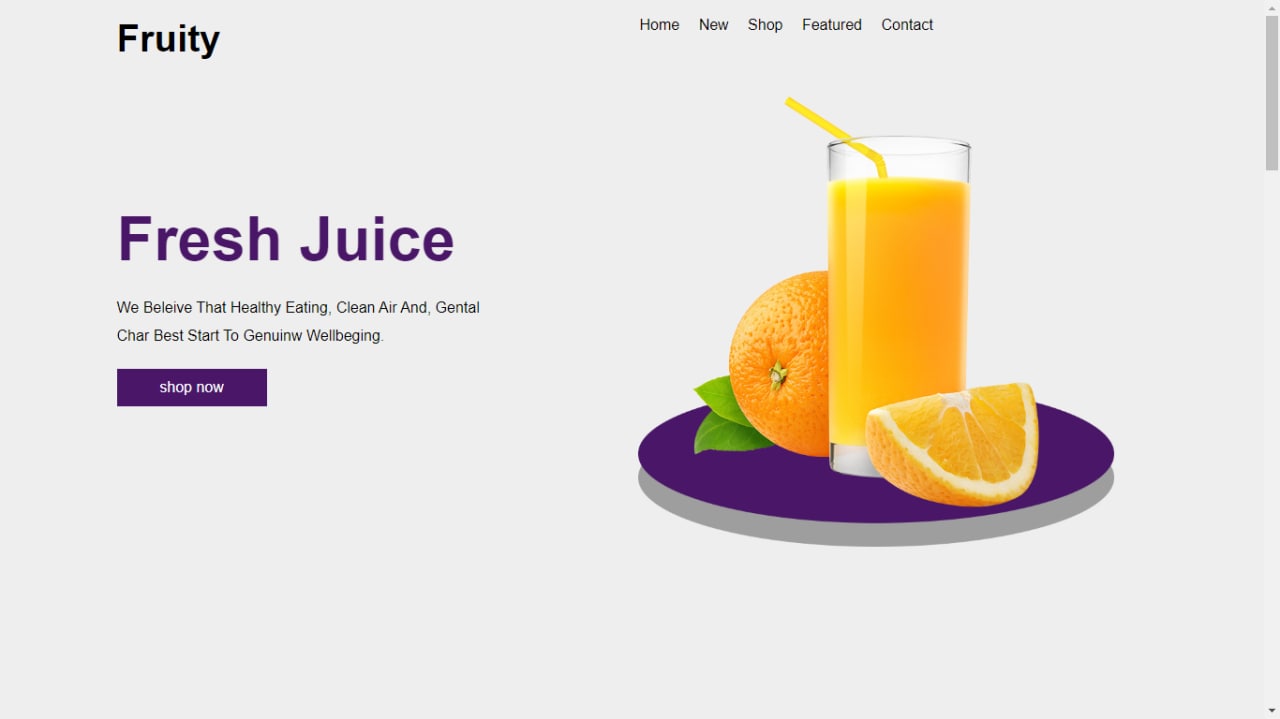 Fruity
Home New Shop Featured Contact
Fresh Juice
We Beleive That Healthy Eating, Clean Air And, Gental
Char Best Start To Genuinw Wellbeging.
shop now